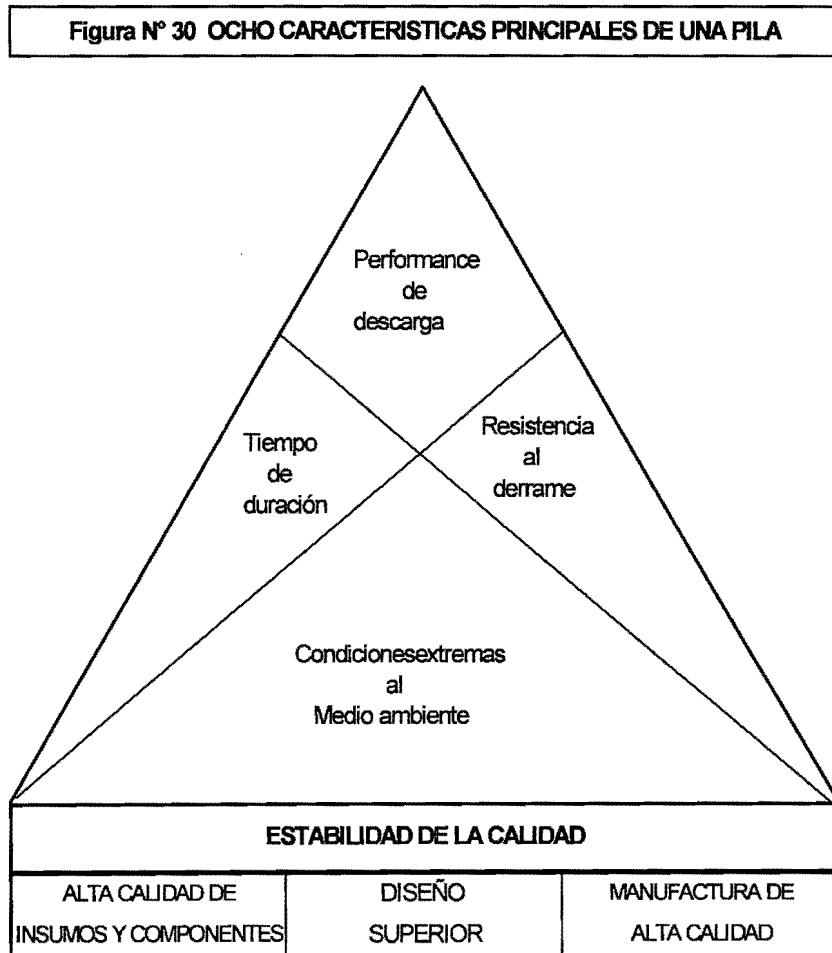 Figura Nº 30 OCHO CARACTERISTICAS PRINCIPALES DE UNA PILA
Performance
de
descarga
Tiempo
de
duración
Resistencia
al
derrame
Condicionesextremas
al
Medio ambiente
ESTABILIDAD DE LA CALIDAD
ALTA CALIDAD DE
INSUMOS Y COMPONENTES
DISEÑO
SUPERIOR
MANUFACTURA DE
ALTA CALIDAD